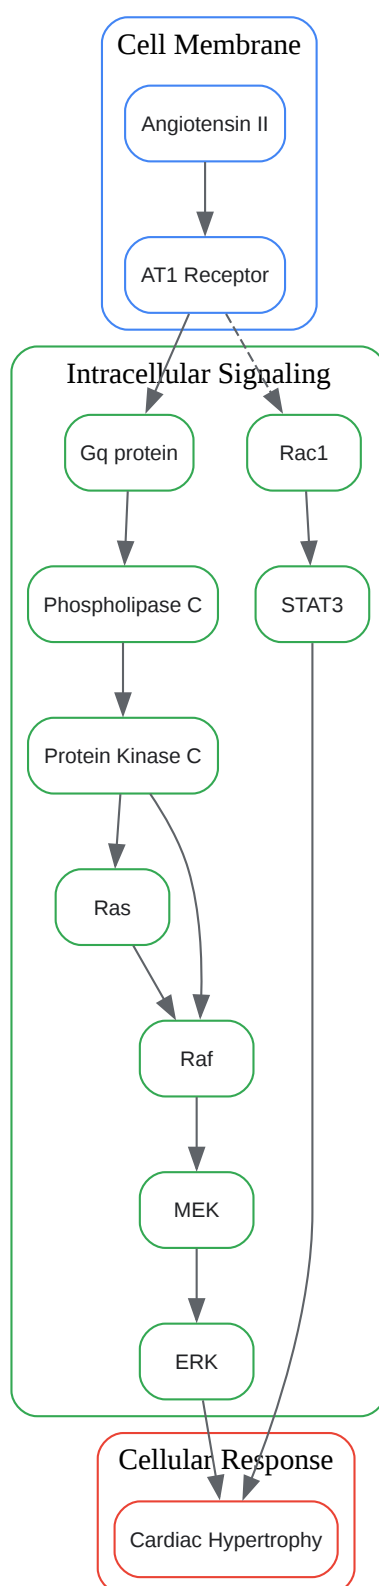 Cell Membrane
Angiotensin II
AT1 Receptor
Intracellular Signaling
Gq protein
Rac1
Phospholipase C
STAT3
Protein Kinase C
Ras
Raf
MEK
ERK
Cellular Response
Cardiac Hypertrophy